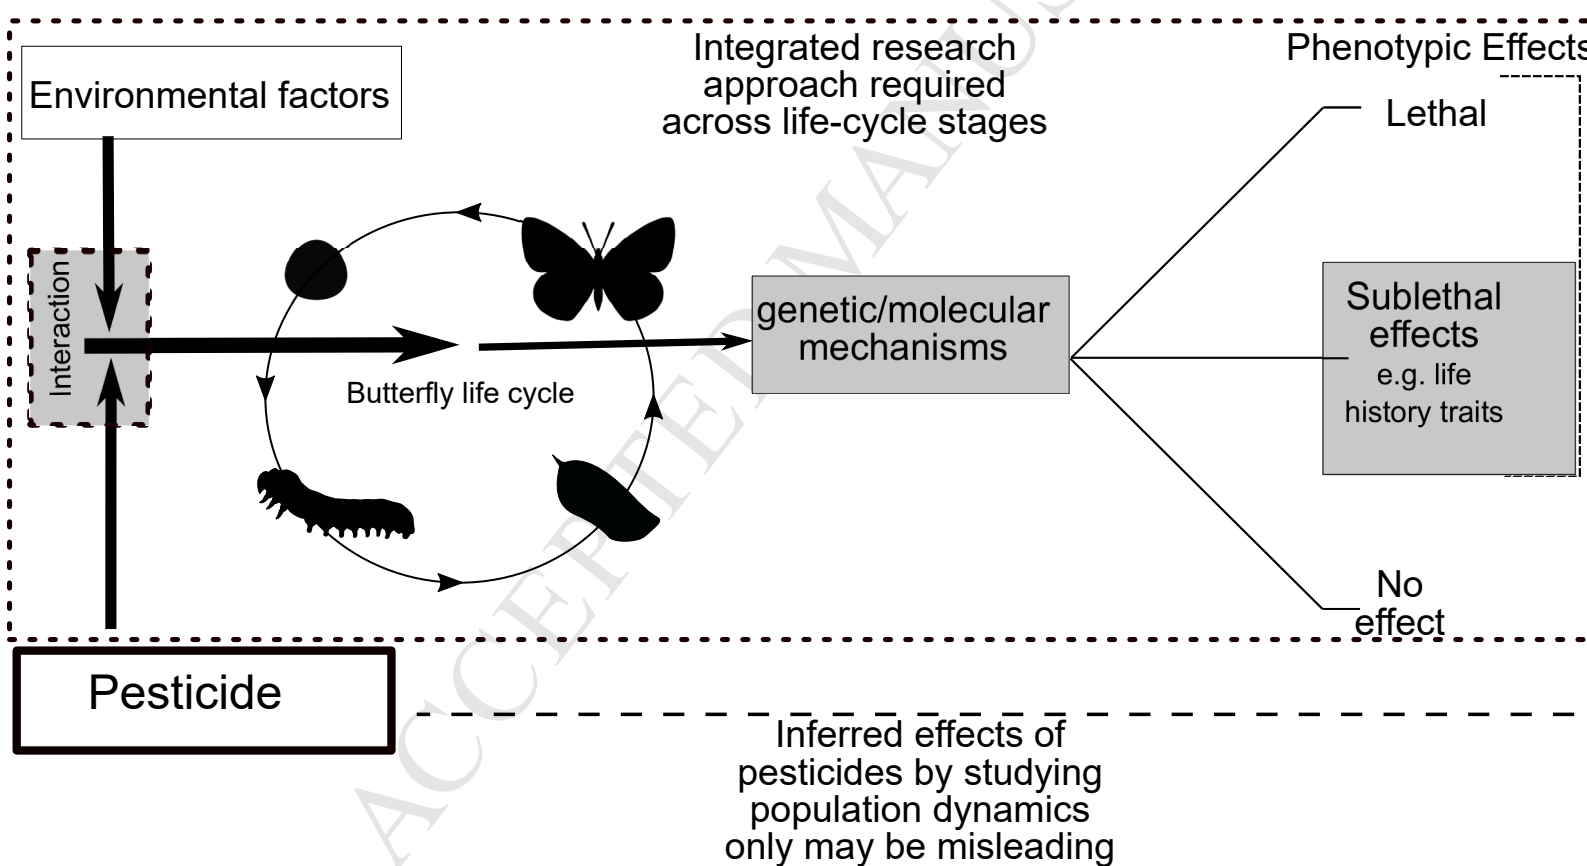 Environmental factors
Integrated research
approach required
across life-cycle stages
Phenotypic Effects
Lethal
Interaction
Butterfly life cycle
genetic/molecular
mechanisms
Sublethal
effects
e.g. life
history traits
No
effect
Pesticide
Inferred effects of
pesticides by studying
population dynamics
only may be misleading